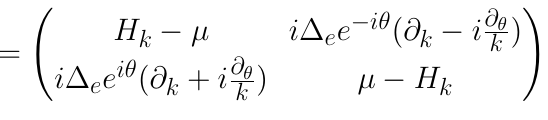 = \begin{pmatrix} H_k - \mu & i\Delta_e e^{-i\theta}(\partial_k - i\frac{\partial_\theta}{k}) \\ i\Delta_e e^{i\theta}(\partial_k + i\frac{\partial_\theta}{k}) & \mu - H_k \end{pmatrix}